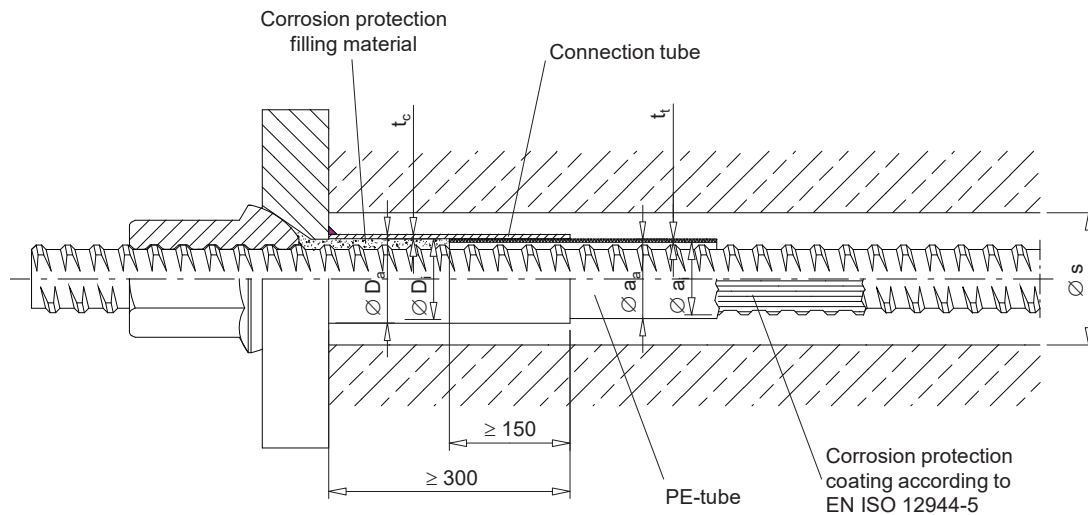 Corrosion protection
filling material
Connection tube
t_c
t_t
Ø D_a
Ø D_i
Ø a_a
Ø a_i
Ø s
≥ 150
≥ 300
PE-tube
Corrosion protection
coating according to
EN ISO 12944-5